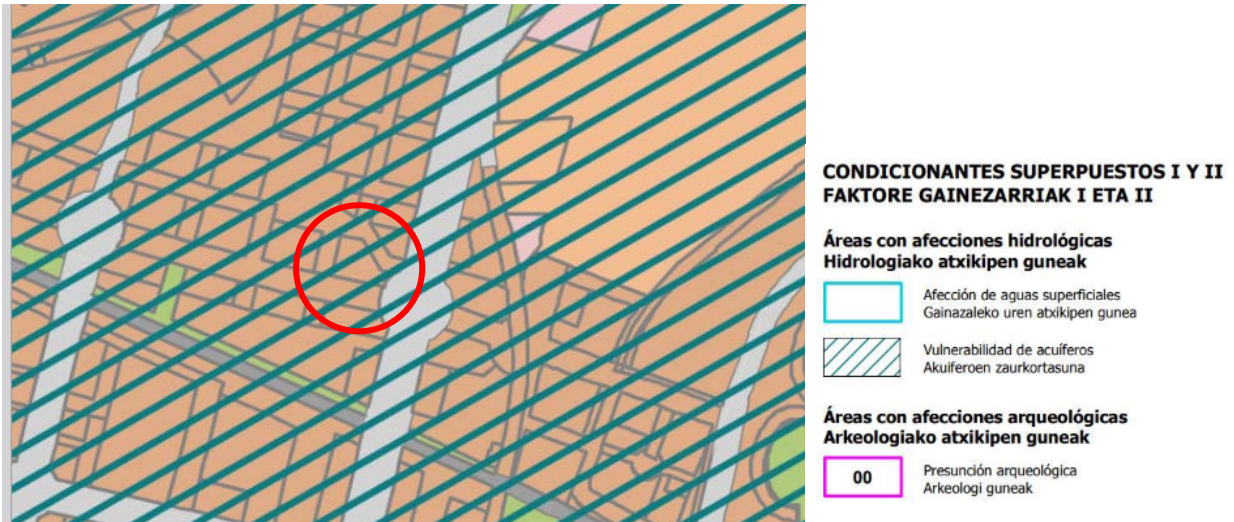 CONDICIONANTES SUPERPUESTOS I Y II
FAKTORE GAINEZARRIAK I ETA II
Áreas con afecciones hidrológicas
Hidrologiako atxikipen guneak
Afección de aguas superficiales
Gainazaleko uren atxikipen gunea
Vulnerabilidad de acuíferos
Akuiferoen zaurkortasuna
Áreas con afecciones arqueológicas
Arkeologiako atxikipen guneak
00
Presunción arqueológica
Arkeologi guneak